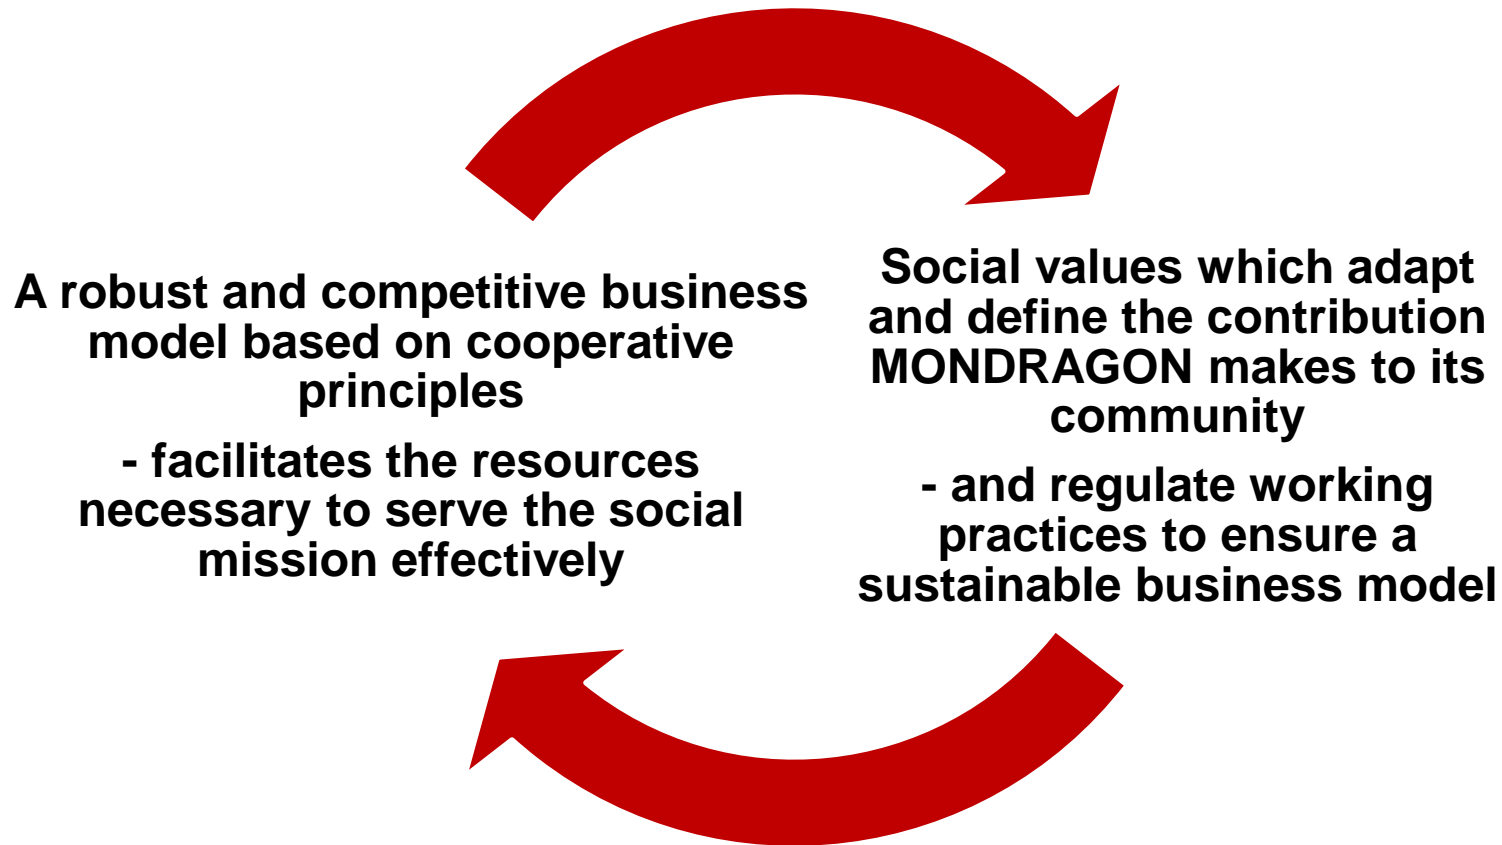 A robust and competitive business
model based on cooperative
principles
- facilitates the resources
necessary to serve the social
mission effectively
Social values which adapt
and define the contribution
MONDRAGON makes to its
community
- and regulate working
practices to ensure a
sustainable business model